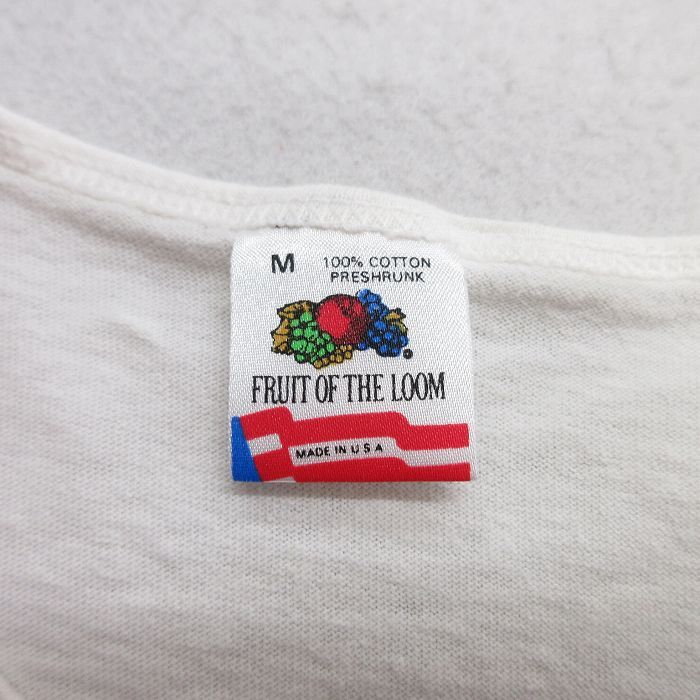 M 100% COTTON
PRESHRUNK
®
FRUIT OF THE LOOM
MADE IN U S A